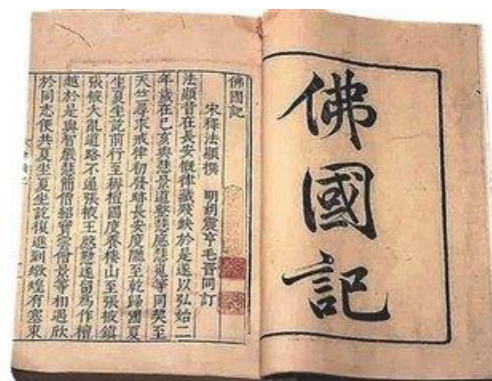 佛國記
佛國記
宋釋法顯撰 明胡震亨毛晉同訂
法顯昔在長安慨律藏殘缺於是遂以弘始二
年歲在己亥與慧景道整慧應慧嵬等同契至
天竺尋求戒律初發跡長安度隴至乾歸國夏
坐夏坐訖前行至耨檀國度養樓山至張掖鎮
張掖大亂道路不通張掖王慇懃遂留為作檀
越於是與智嚴慧簡僧紹寶雲僧景等相遇欣
於同志便共夏坐夏坐訖復進到燉煌有塞東